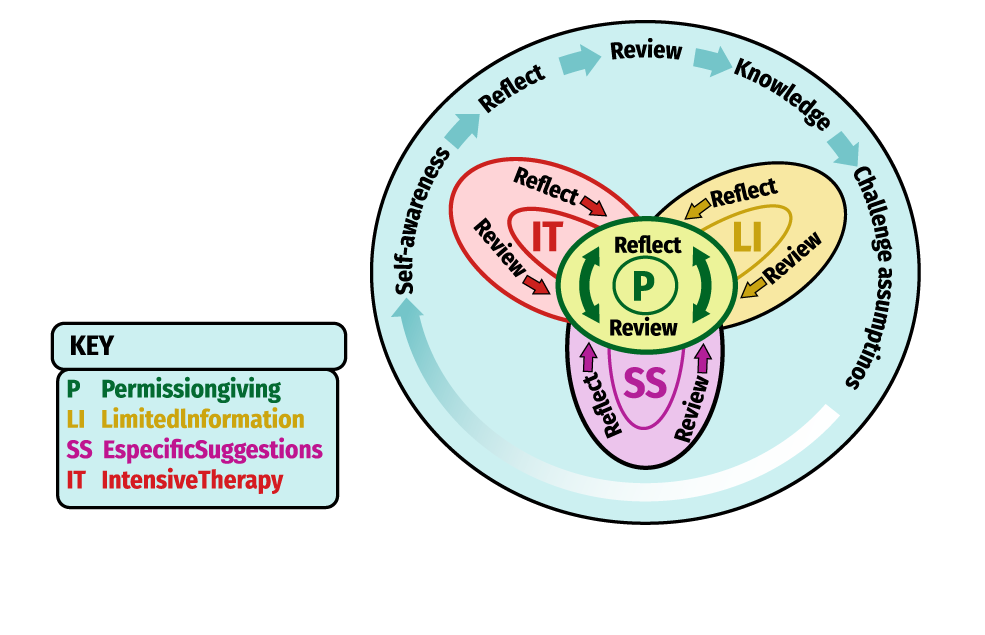 Self-awareness
Reflect
Review
Knowledge
Challenge assumptinos
Reflect
Review
IT
Reflect
Review
LI
Reflect
P
Review
SS
Reflect
Review
KEY
P Permissiongiving
LI LimitedInformation
SS EspecificSuggestions
IT IntensiveTherapy